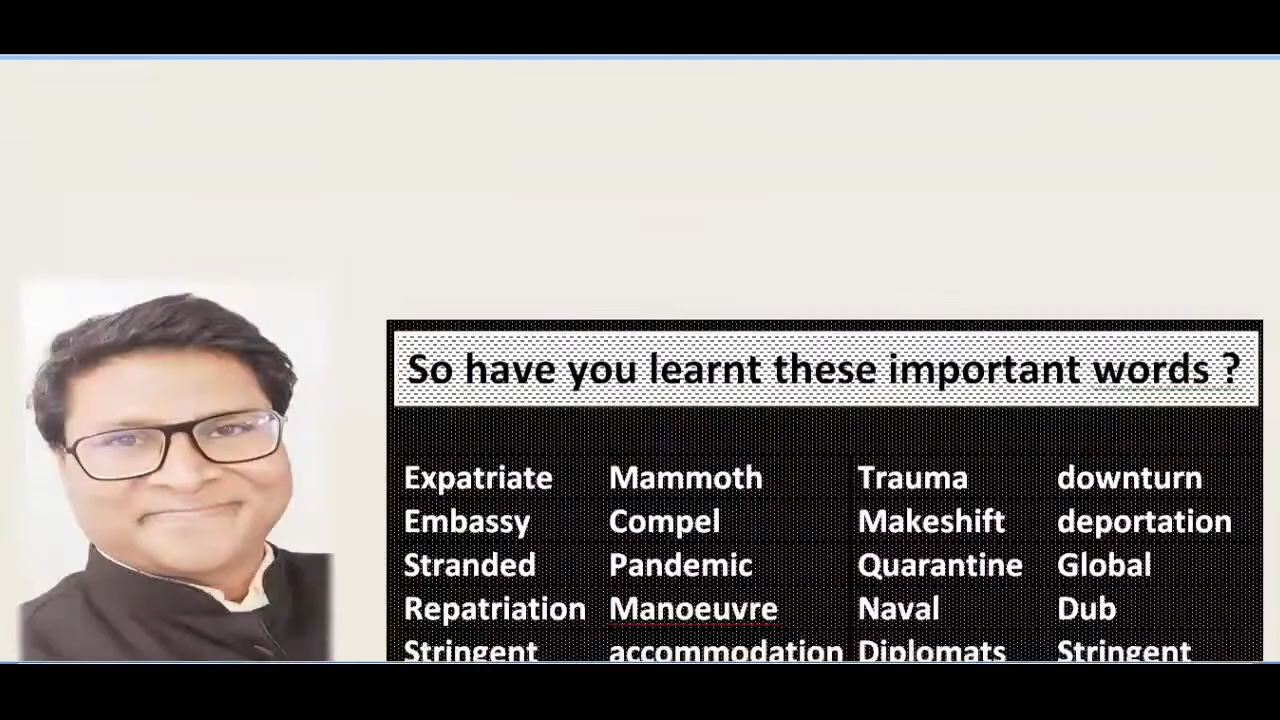 So have you learnt these important words ?
Expatriate Mammoth Trauma downturn
Embassy Compel Makeshift deportation
Stranded Pandemic Quarantine Global
Repatriation Manoeuvre Naval Dub
Stringent accommodation Diplomats Stringent